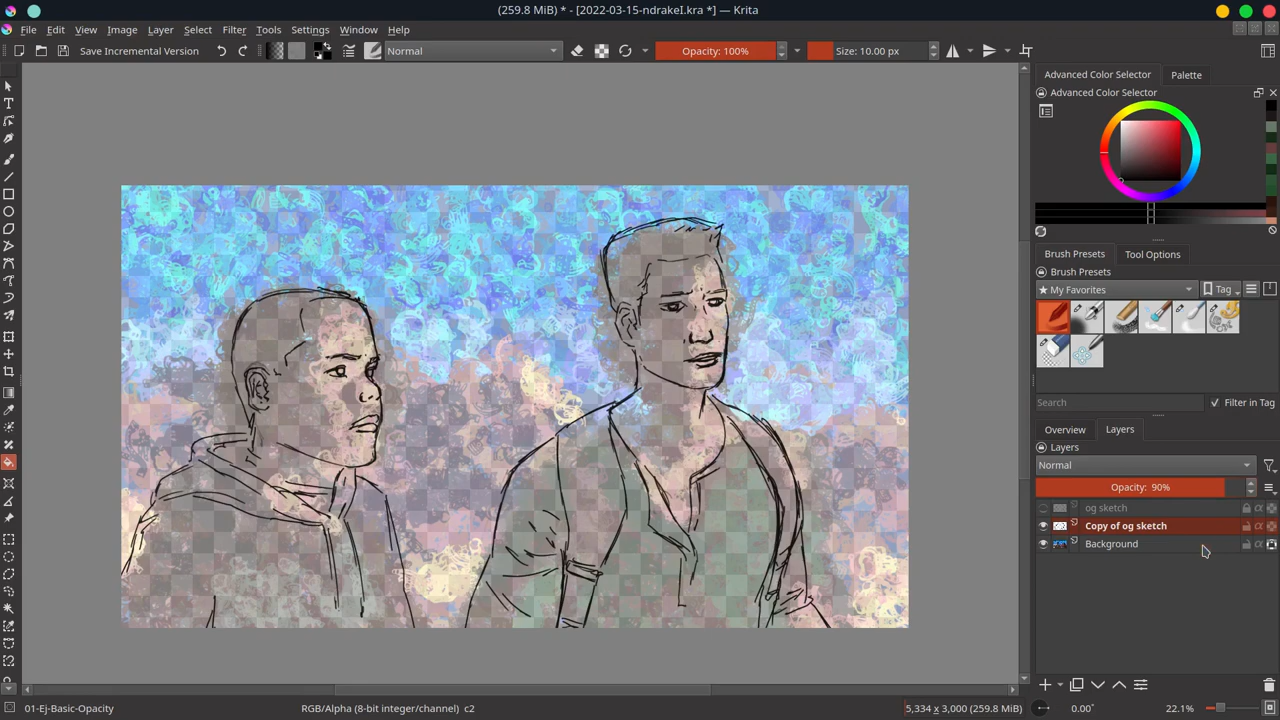 (259.8 MiB) * - [2022-03-15-ndrakeI.kra *] — Krita
File Edit View Image Layer Select Filter Tools Settings Window Help
Save Incremental Version Normal Opacity: 100% Size: 10.00 px
Advanced Color Selector Palette
Advanced Color Selector
Brush Presets Tool Options
Brush Presets
My Favorites Tag
Search Filter in Tag
Overview Layers
Layers
Normal
Opacity: 90%
og sketch
Copy of og sketch
Background
01-Ej-Basic-Opacity RGB/Alpha (8-bit integer/channel) c2 5,334 x 3,000 (259.8 MiB) 0.00° 22.1%